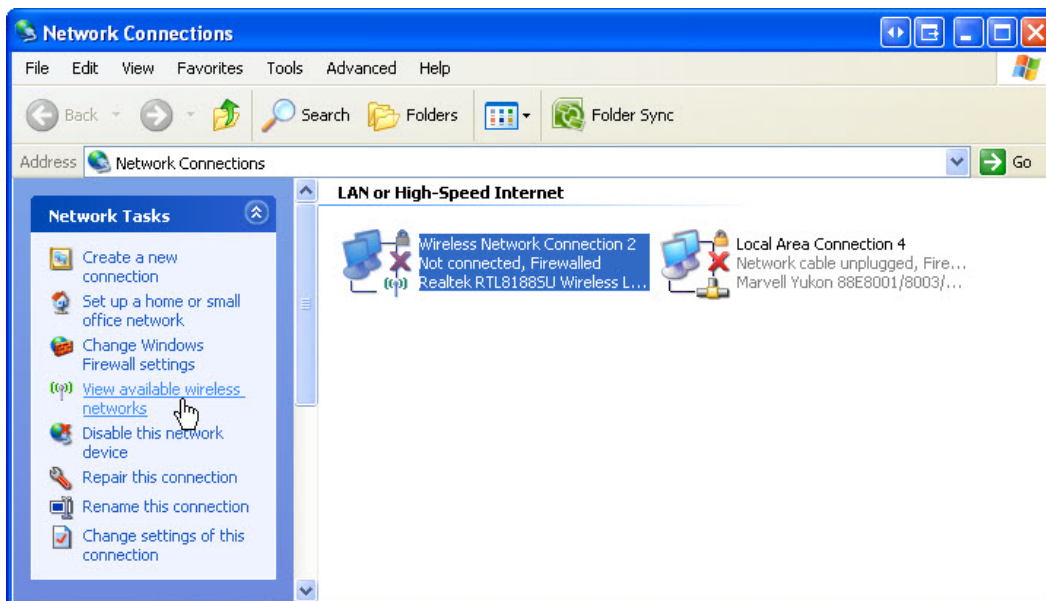 Network Connections
File Edit View Favorites Tools Advanced Help
Back Search Folders Folder Sync
Address Network Connections Go
Network Tasks
Create a new
connection
Set up a home or small
office network
Change Windows
Firewall settings
View available wireless
networks
Disable this network
device
Repair this connection
Rename this connection
Change settings of this
connection
LAN or High-Speed Internet
Wireless Network Connection 2
Not connected, Firewalled
Realtek RTL8188SU Wireless L...
Local Area Connection 4
Network cable unplugged, Fire...
Marvell Yukon 88E8001/8003/...